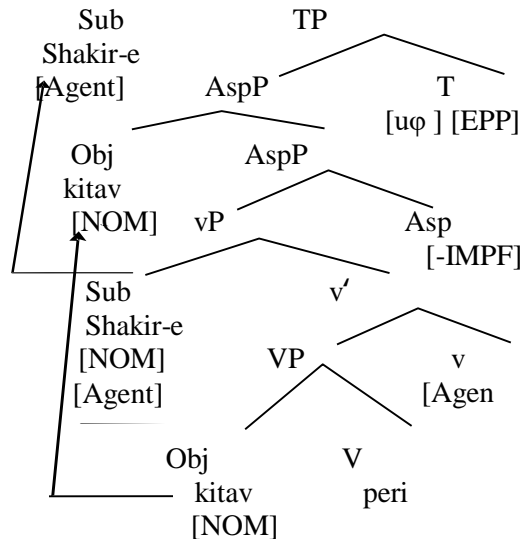 Sub TP
Shakir-e
[Agent] AspP T
[uφ ] [EPP]
Obj AspP
kitav
[NOM] vP Asp
[-IMPF]
Sub v′
Shakir-e
[NOM] VP v
[Agent] [Agen
Obj V
kitav peri
[NOM]